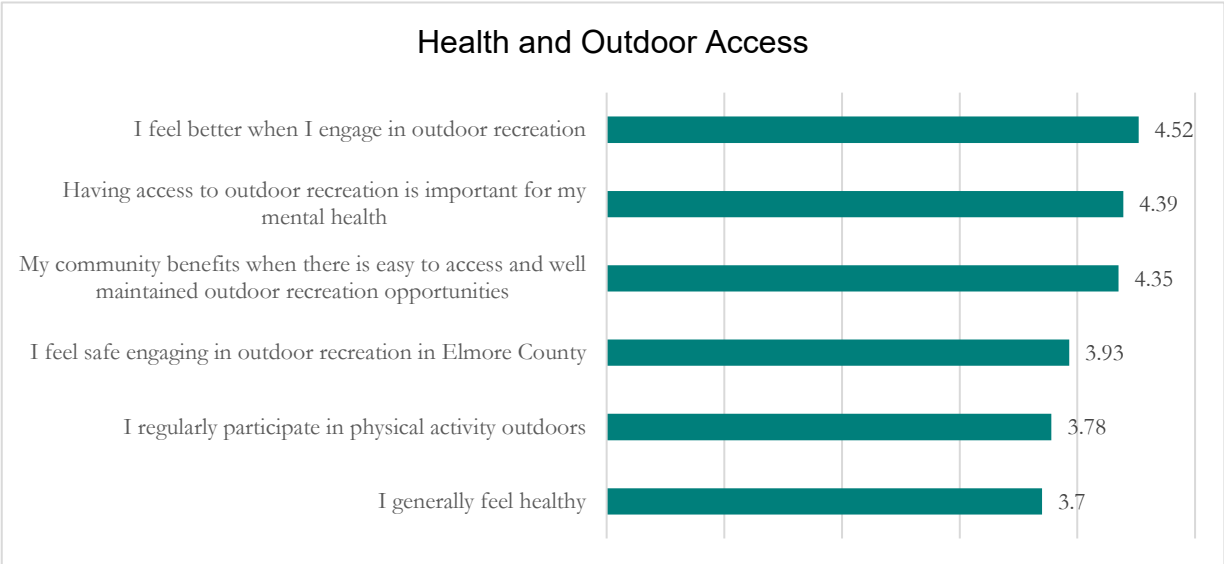 Health and Outdoor Access
I feel better when I engage in outdoor recreation
4.52
Having access to outdoor recreation is important for my
mental health
4.39
My community benefits when there is easy to access and well
maintained outdoor recreation opportunities
4.35
I feel safe engaging in outdoor recreation in Elmore County
3.93
I regularly participate in physical activity outdoors
3.78
I generally feel healthy
3.7